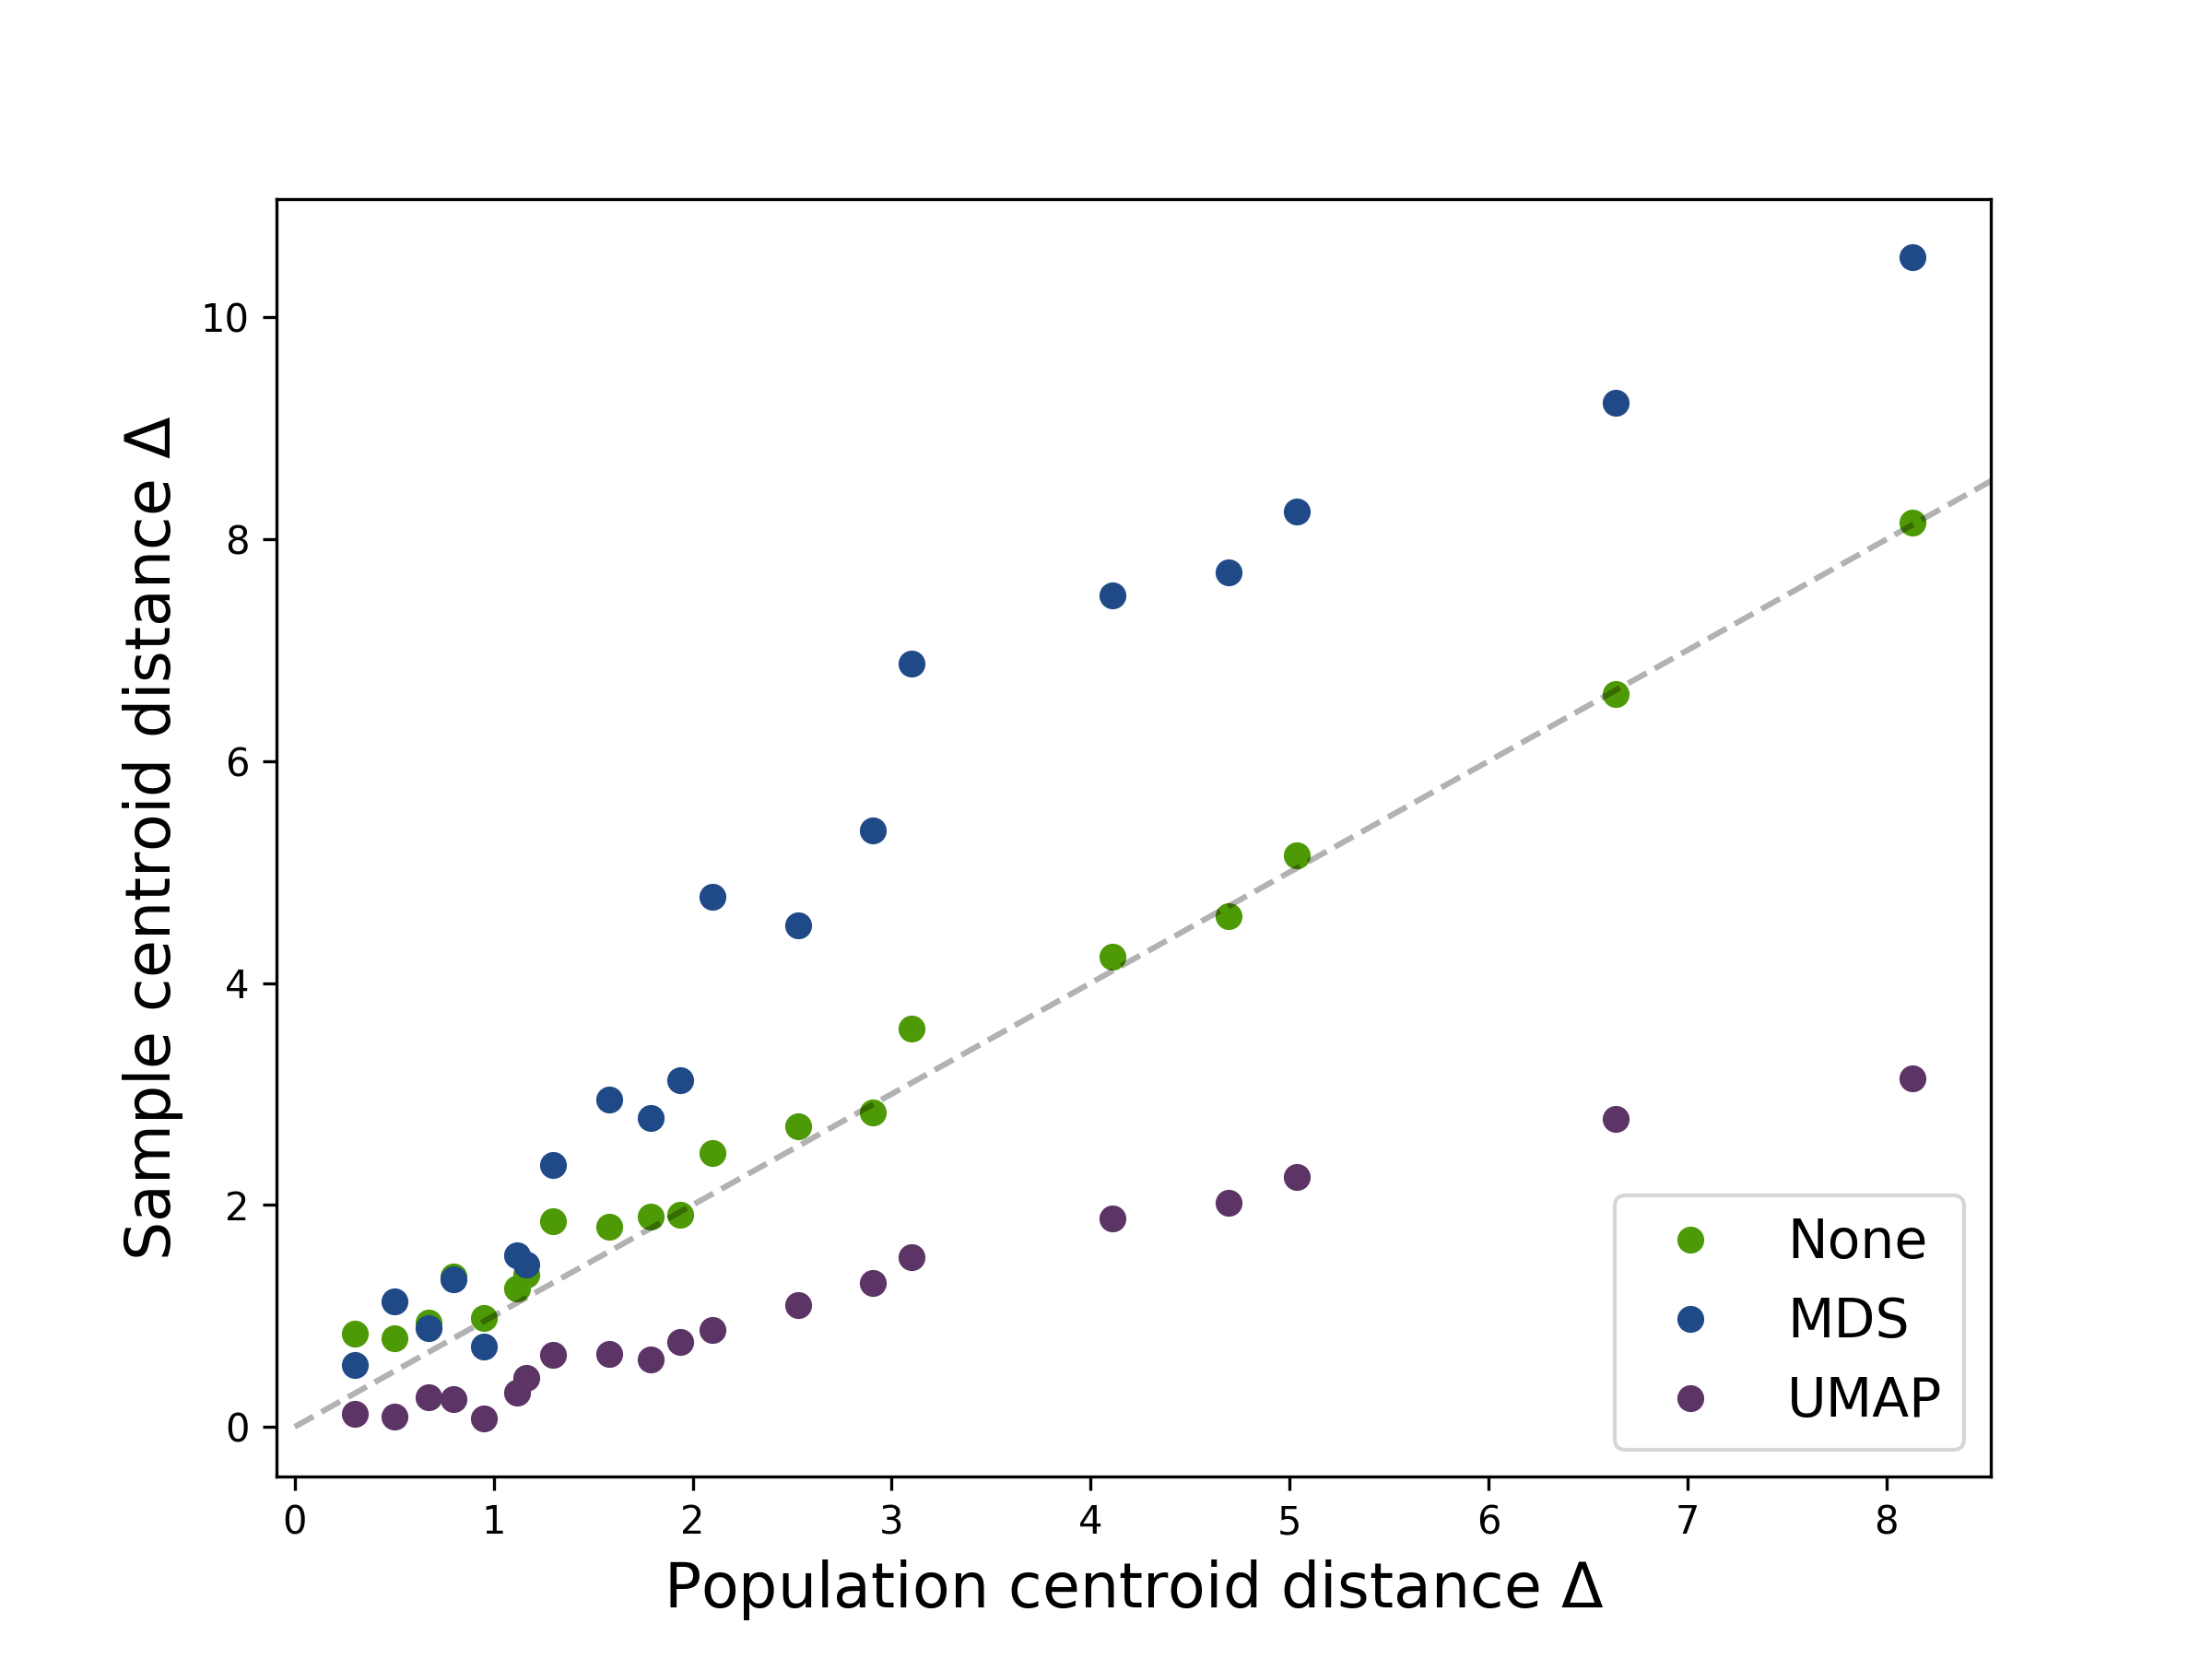 Sample centroid distance Δ
10
8
6
4
2
0
0 1 2 3 4 5 6 7 8
Population centroid distance Δ
None
MDS
UMAP